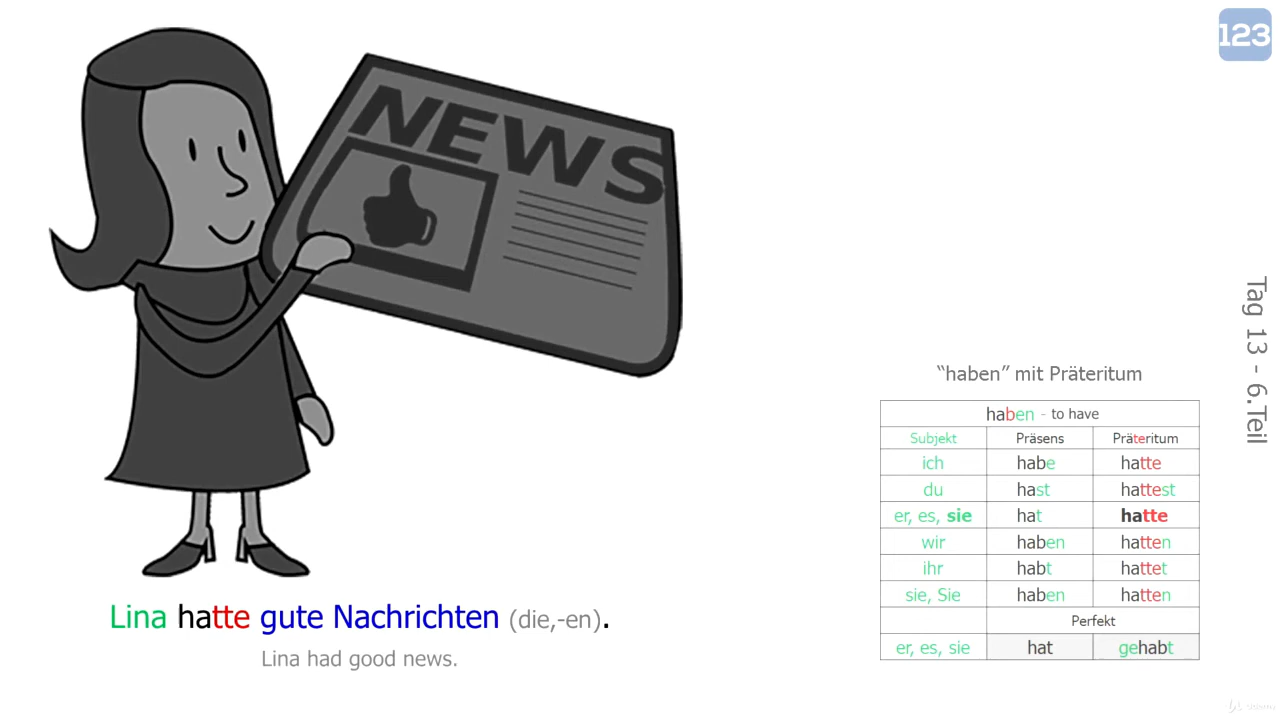 123
NEWS
Tag 13 - 6.Teil
“haben” mit Präteritum
haben - to have
Subjekt Präsens Präteritum
ich habe hatte
du hast hattest
er, es, sie hat hatte
wir haben hatten
ihr habt hattet
sie, Sie haben hatten
Perfekt
er, es, sie hat gehabt
Lina hatte gute Nachrichten (die,-en).
Lina had good news.